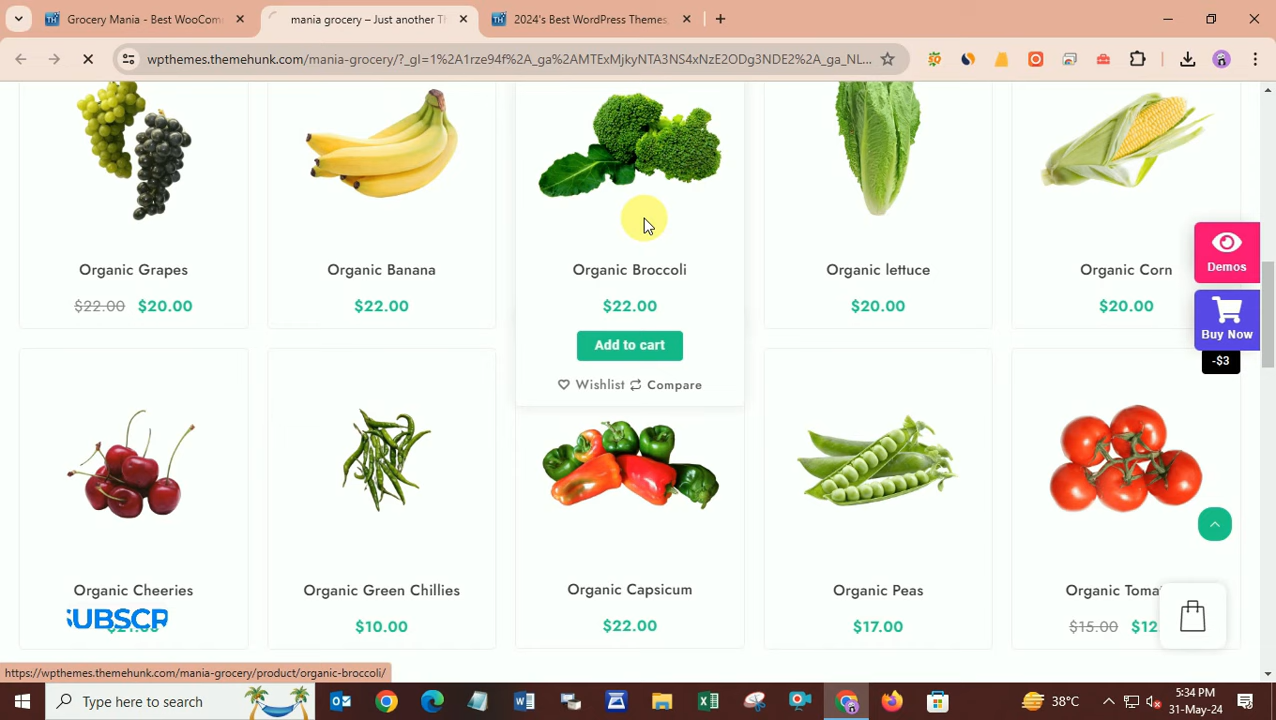 Grocery Mania - Best WooCom
mania grocery – Just another T
2024's Best WordPress Themes,
wpthemes.themehunk.com/mania-grocery/?_gl=1%2A1rze94f%2A_ga%2AMTExMjkyNTA3NS4xNzE2ODg3NDE2%2A_ga_NL...
Organic Grapes
Organic Banana
Organic Broccoli
Organic lettuce
Organic Corn
$22.00 $20.00
$22.00
$22.00
$20.00
$20.00
Add to cart
Wishlist
Compare
Demos
Buy Now
-$3
Organic Cheeries
Organic Green Chillies
Organic Capsicum
Organic Peas
Organic Toma
SUBSCR
$10.00
$22.00
$17.00
$15.00 $12
https://wpthemes.themehunk.com/mania-grocery/product/organic-broccoli/
Type here to search
38°C
5:34 PM
31-May-24